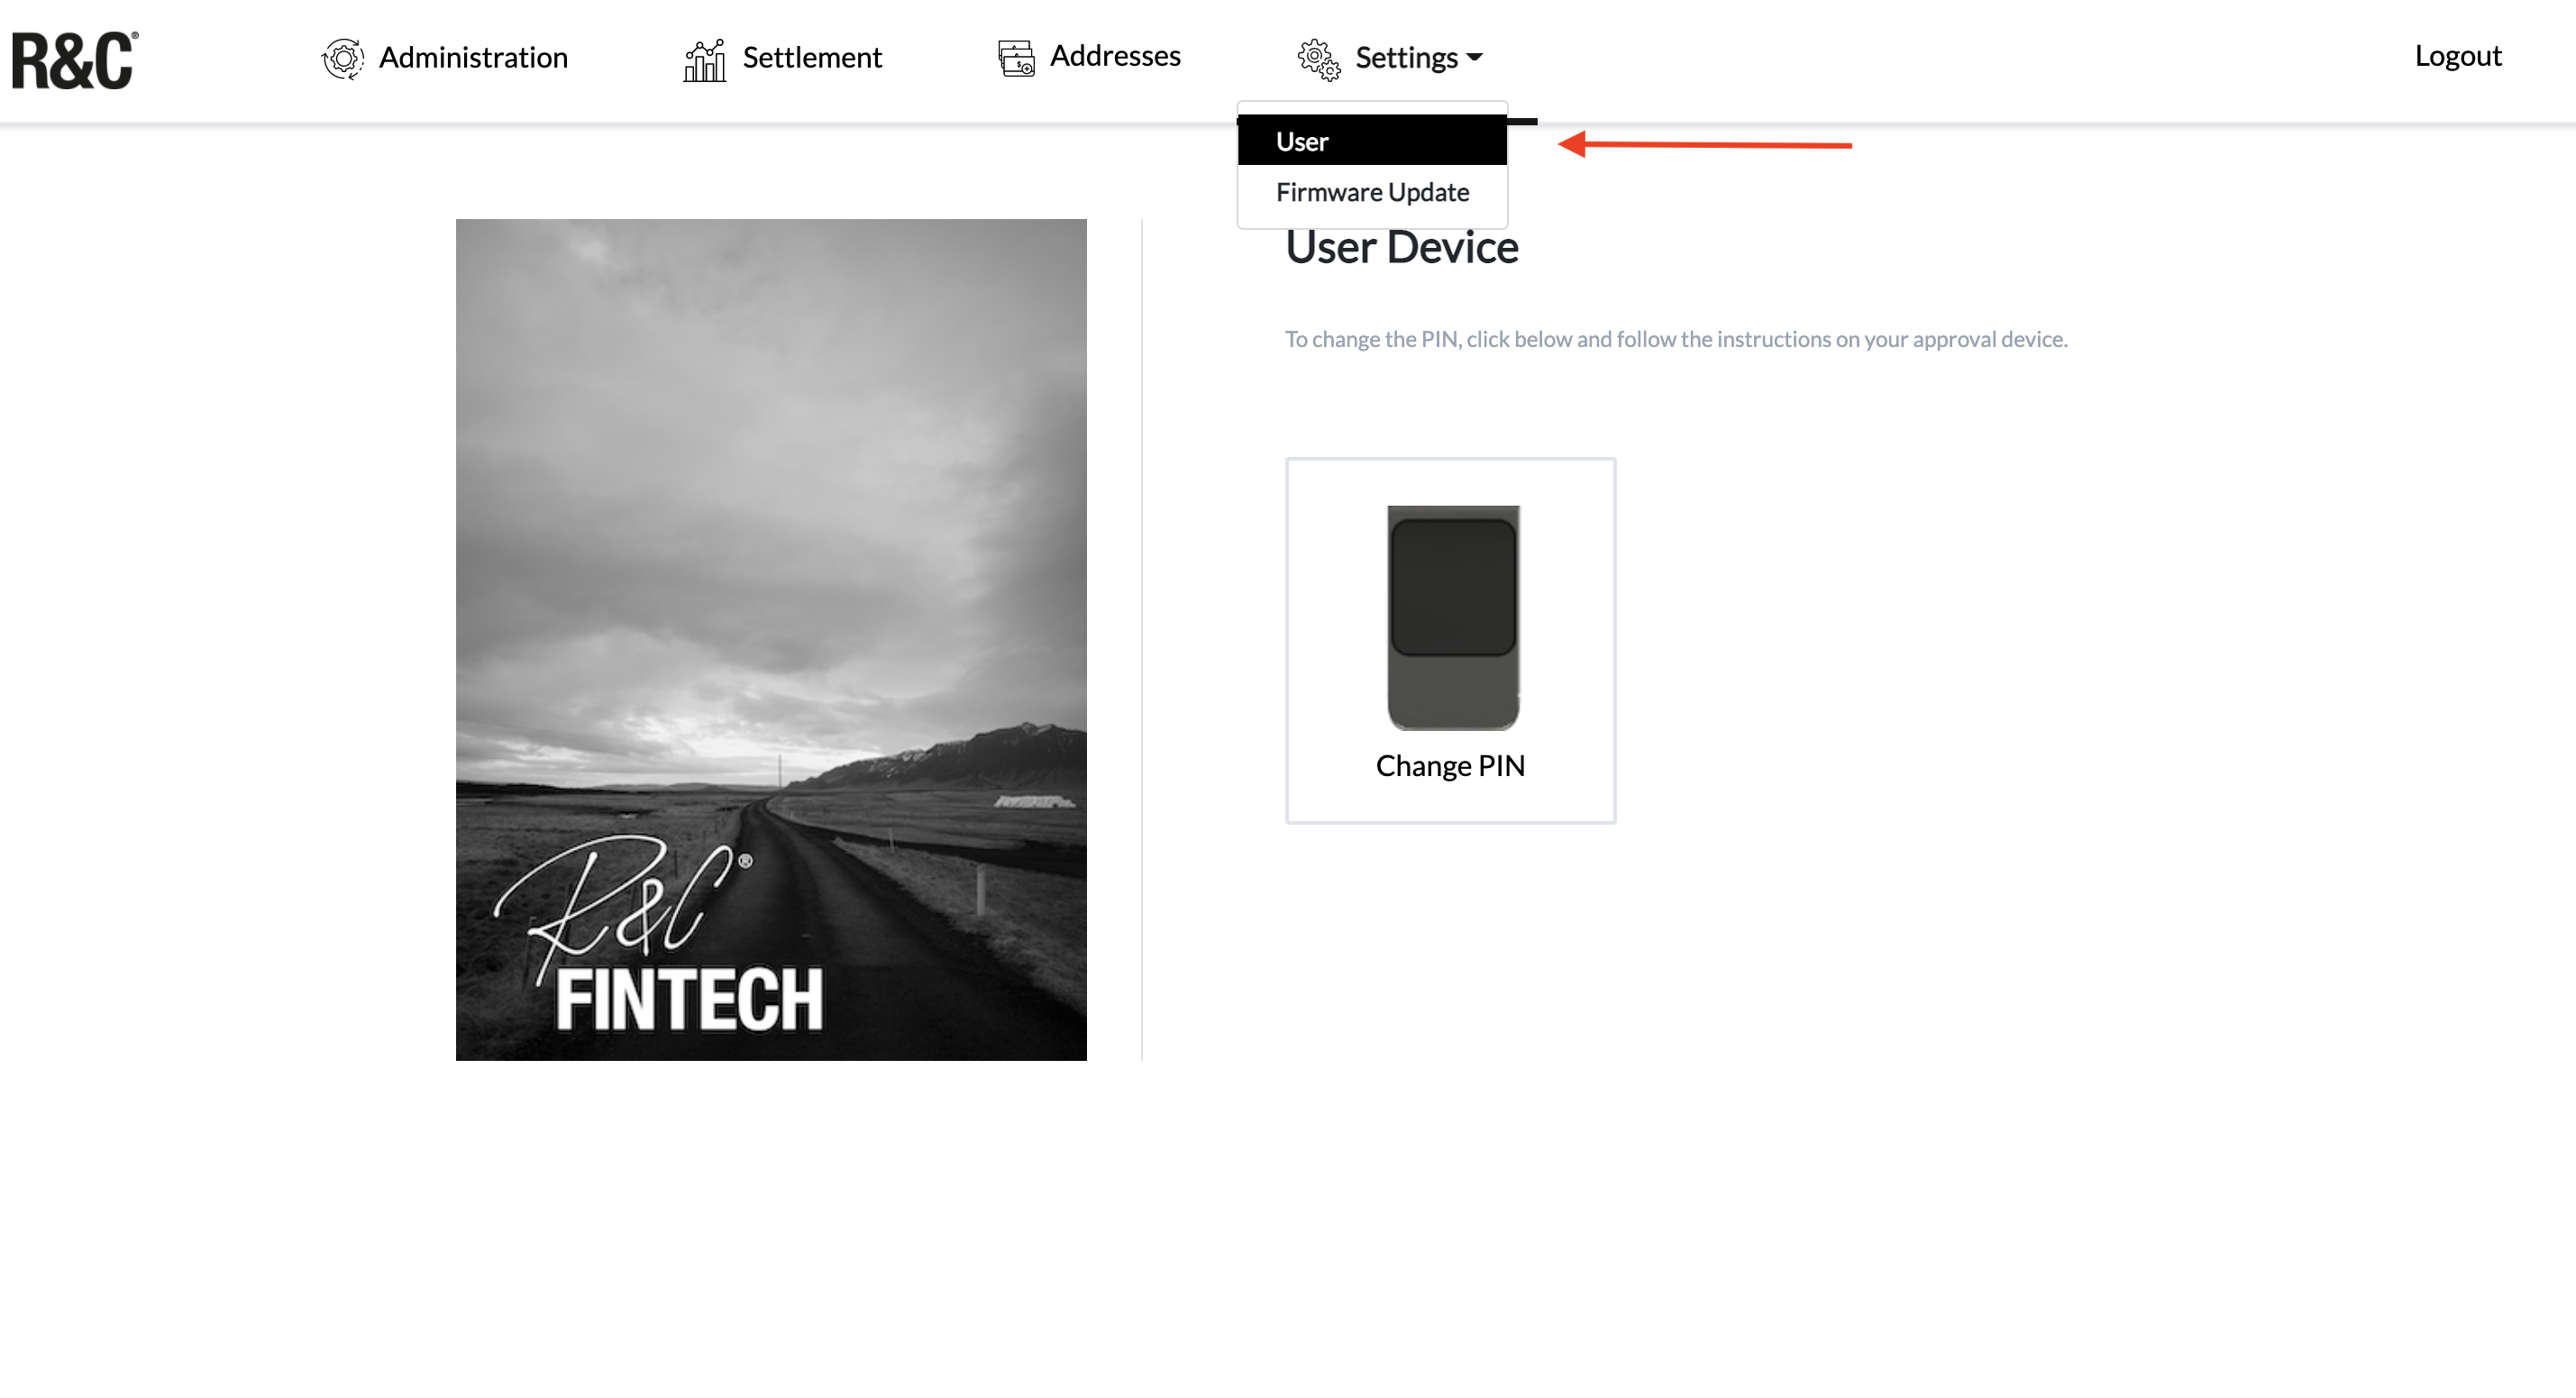 R&C®
Administration
Settlement
Addresses
Settings
Logout
User
Firmware Update
User Device
To change the PIN, click below and follow the instructions on your approval device.
Change PIN
R&C®
FINTECH